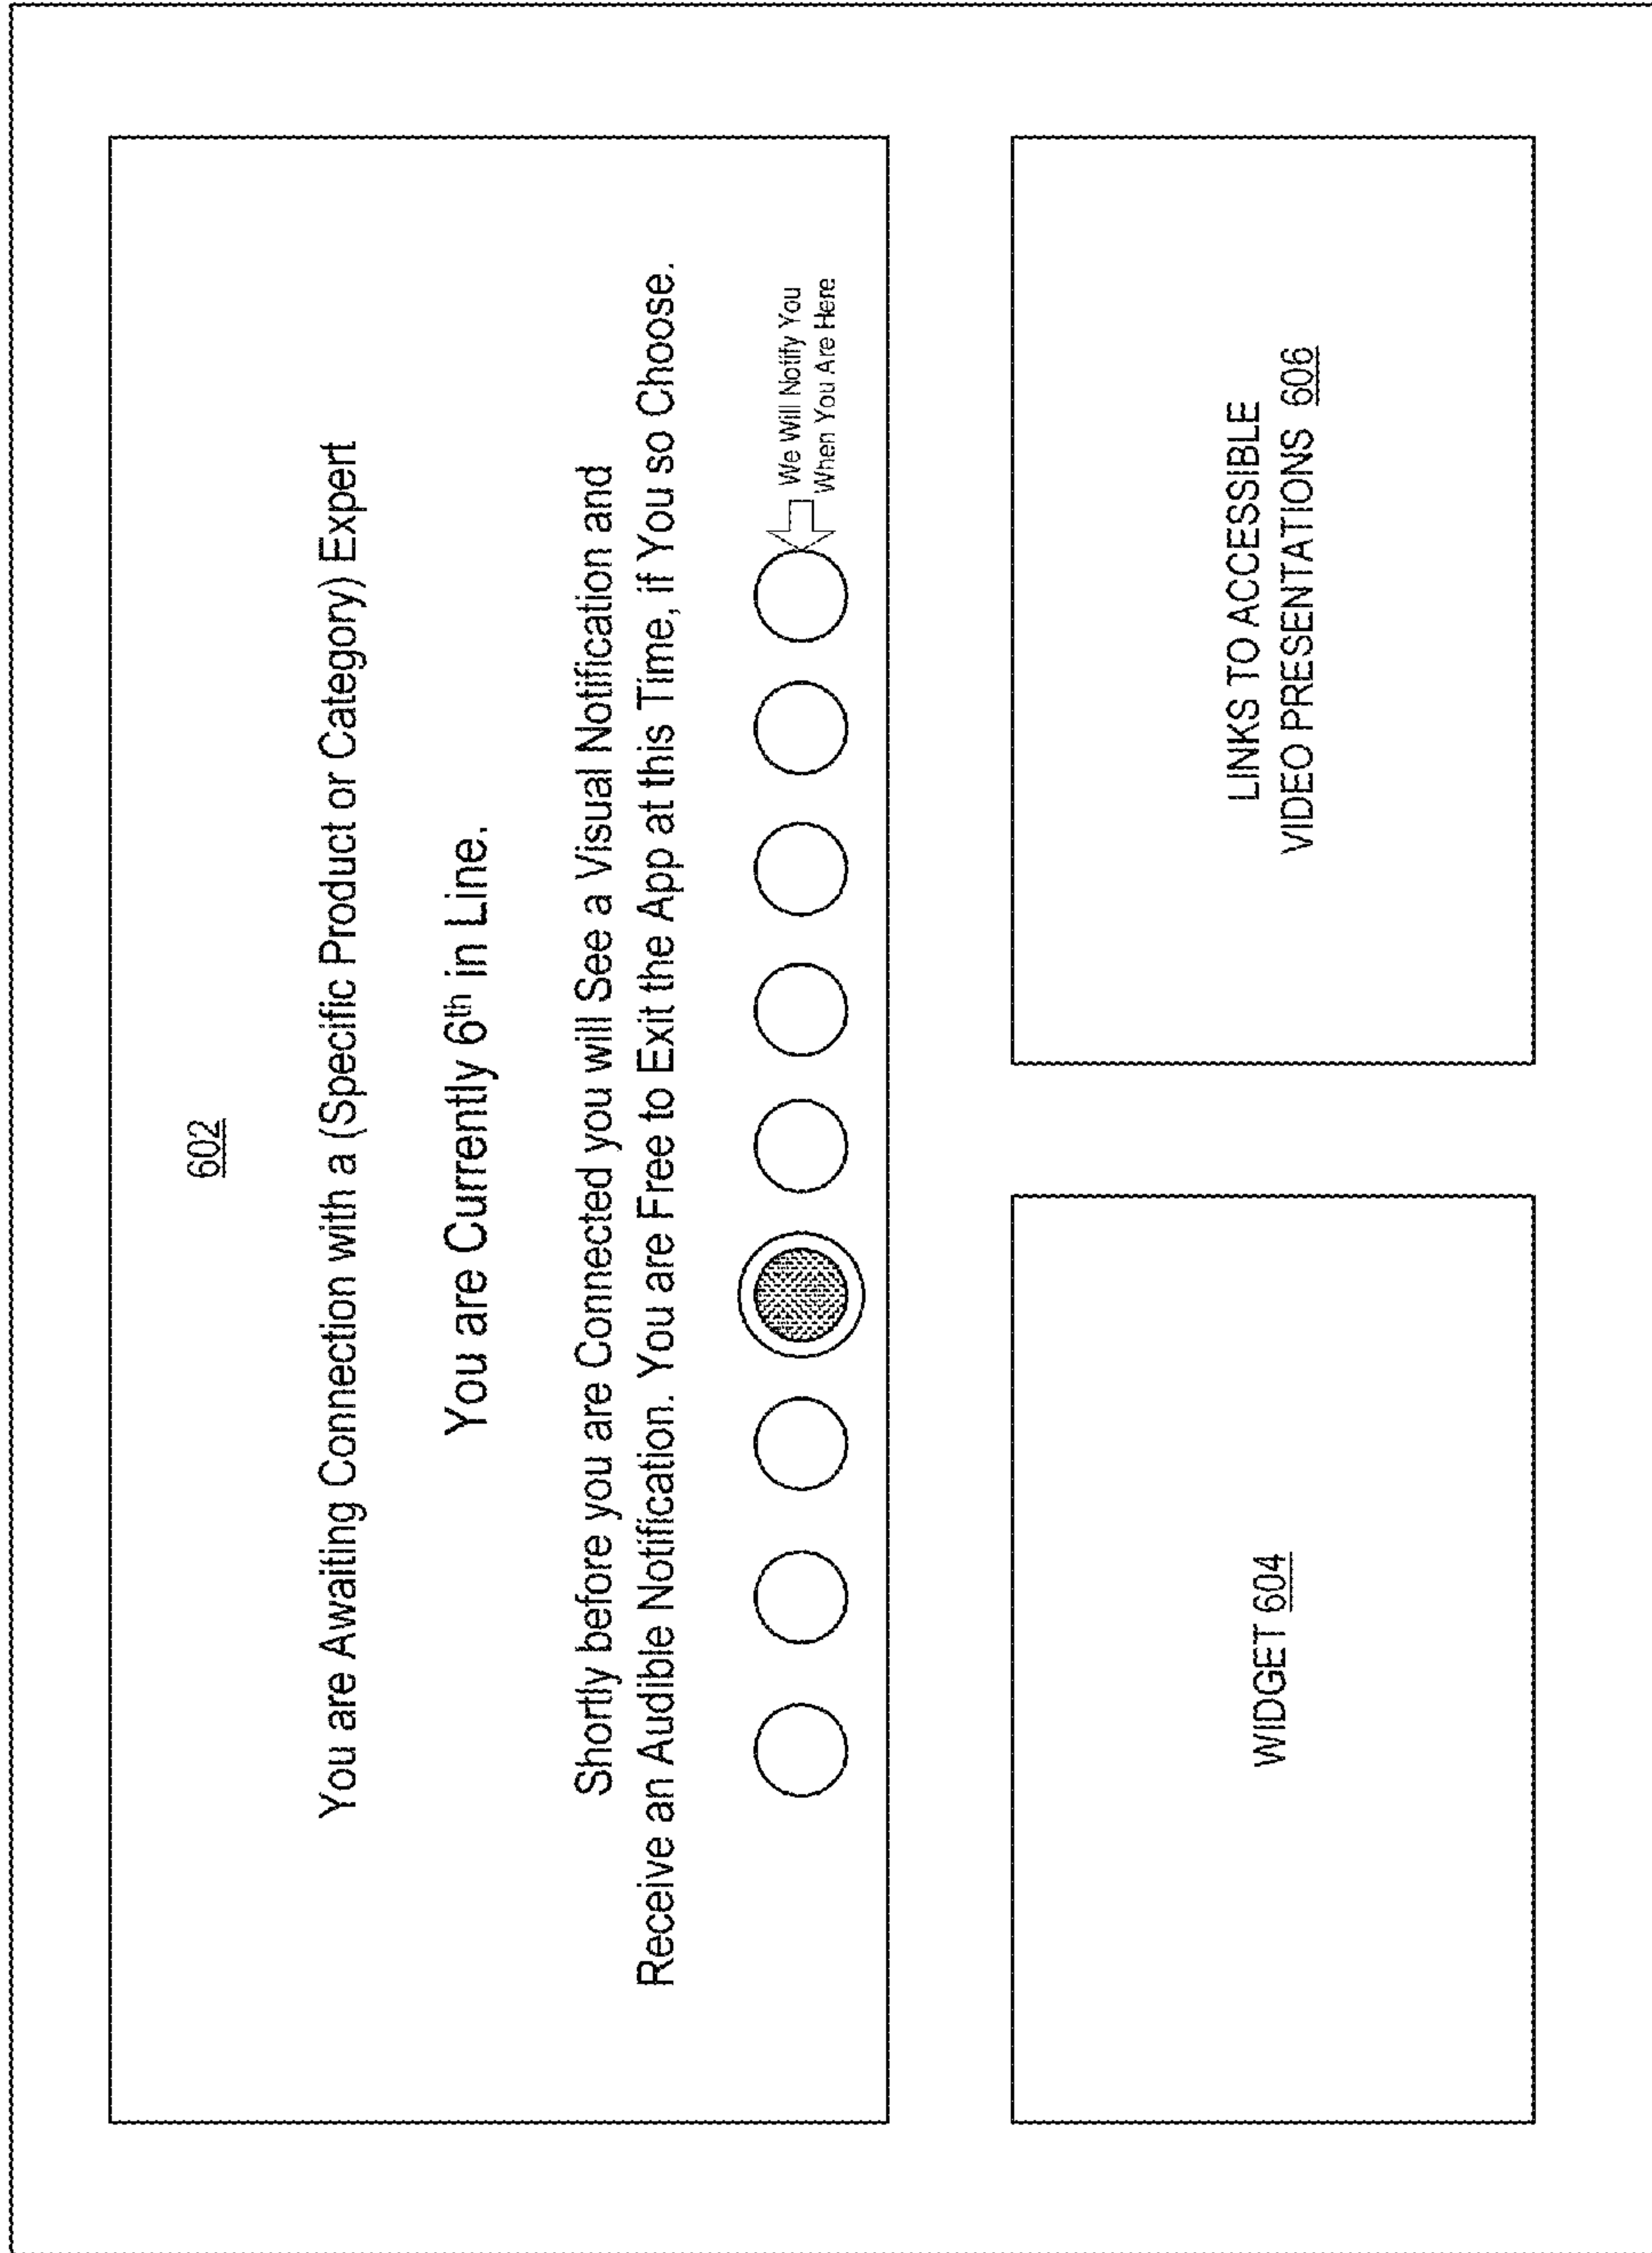 602
You are Awaiting Connection with a (Specific Product or Category) Expert
You are Currently 6th in Line.
Shortly before you are Connected you will See a Visual Notification and
Receive an Audible Notification. You are Free to Exit the App at this Time, if You so Choose.
We Will Notify You
When You Are Here
WIDGET 604
LINKS TO ACCESSIBLE
VIDEO PRESENTATIONS 606